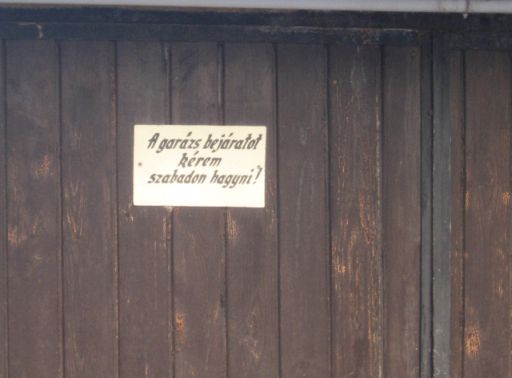 A garázs bejáratot
kérem
szabadon hagyni!